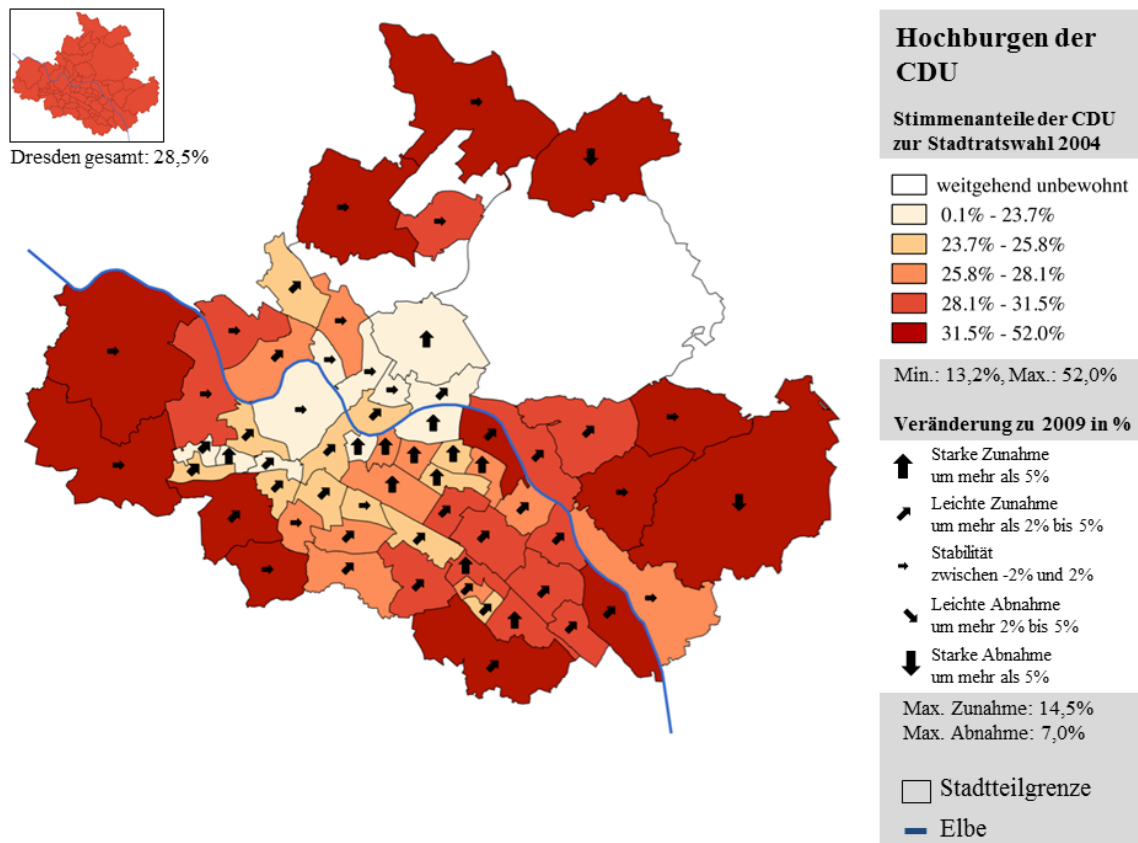 Dresden gesamt: 28,5%
Hochburgen der
CDU
Stimmenanteile der CDU
zur Stadtratswahl 2004
weitgehend unbewohnt
0.1% - 23.7%
23.7% - 25.8%
25.8% - 28.1%
28.1% - 31.5%
31.5% - 52.0%
Min.: 13,2%, Max.: 52,0%
Veränderung zu 2009 in %
Starke Zunahme
um mehr als 5%
Leichte Zunahme
um mehr als 2% bis 5%
Stabilität
zwischen -2% und 2%
Leichte Abnahme
um mehr 2% bis 5%
Starke Abnahme
um mehr als 5%
Max. Zunahme: 14,5%
Max. Abnahme: 7,0%
Stadtteilgrenze
Elbe